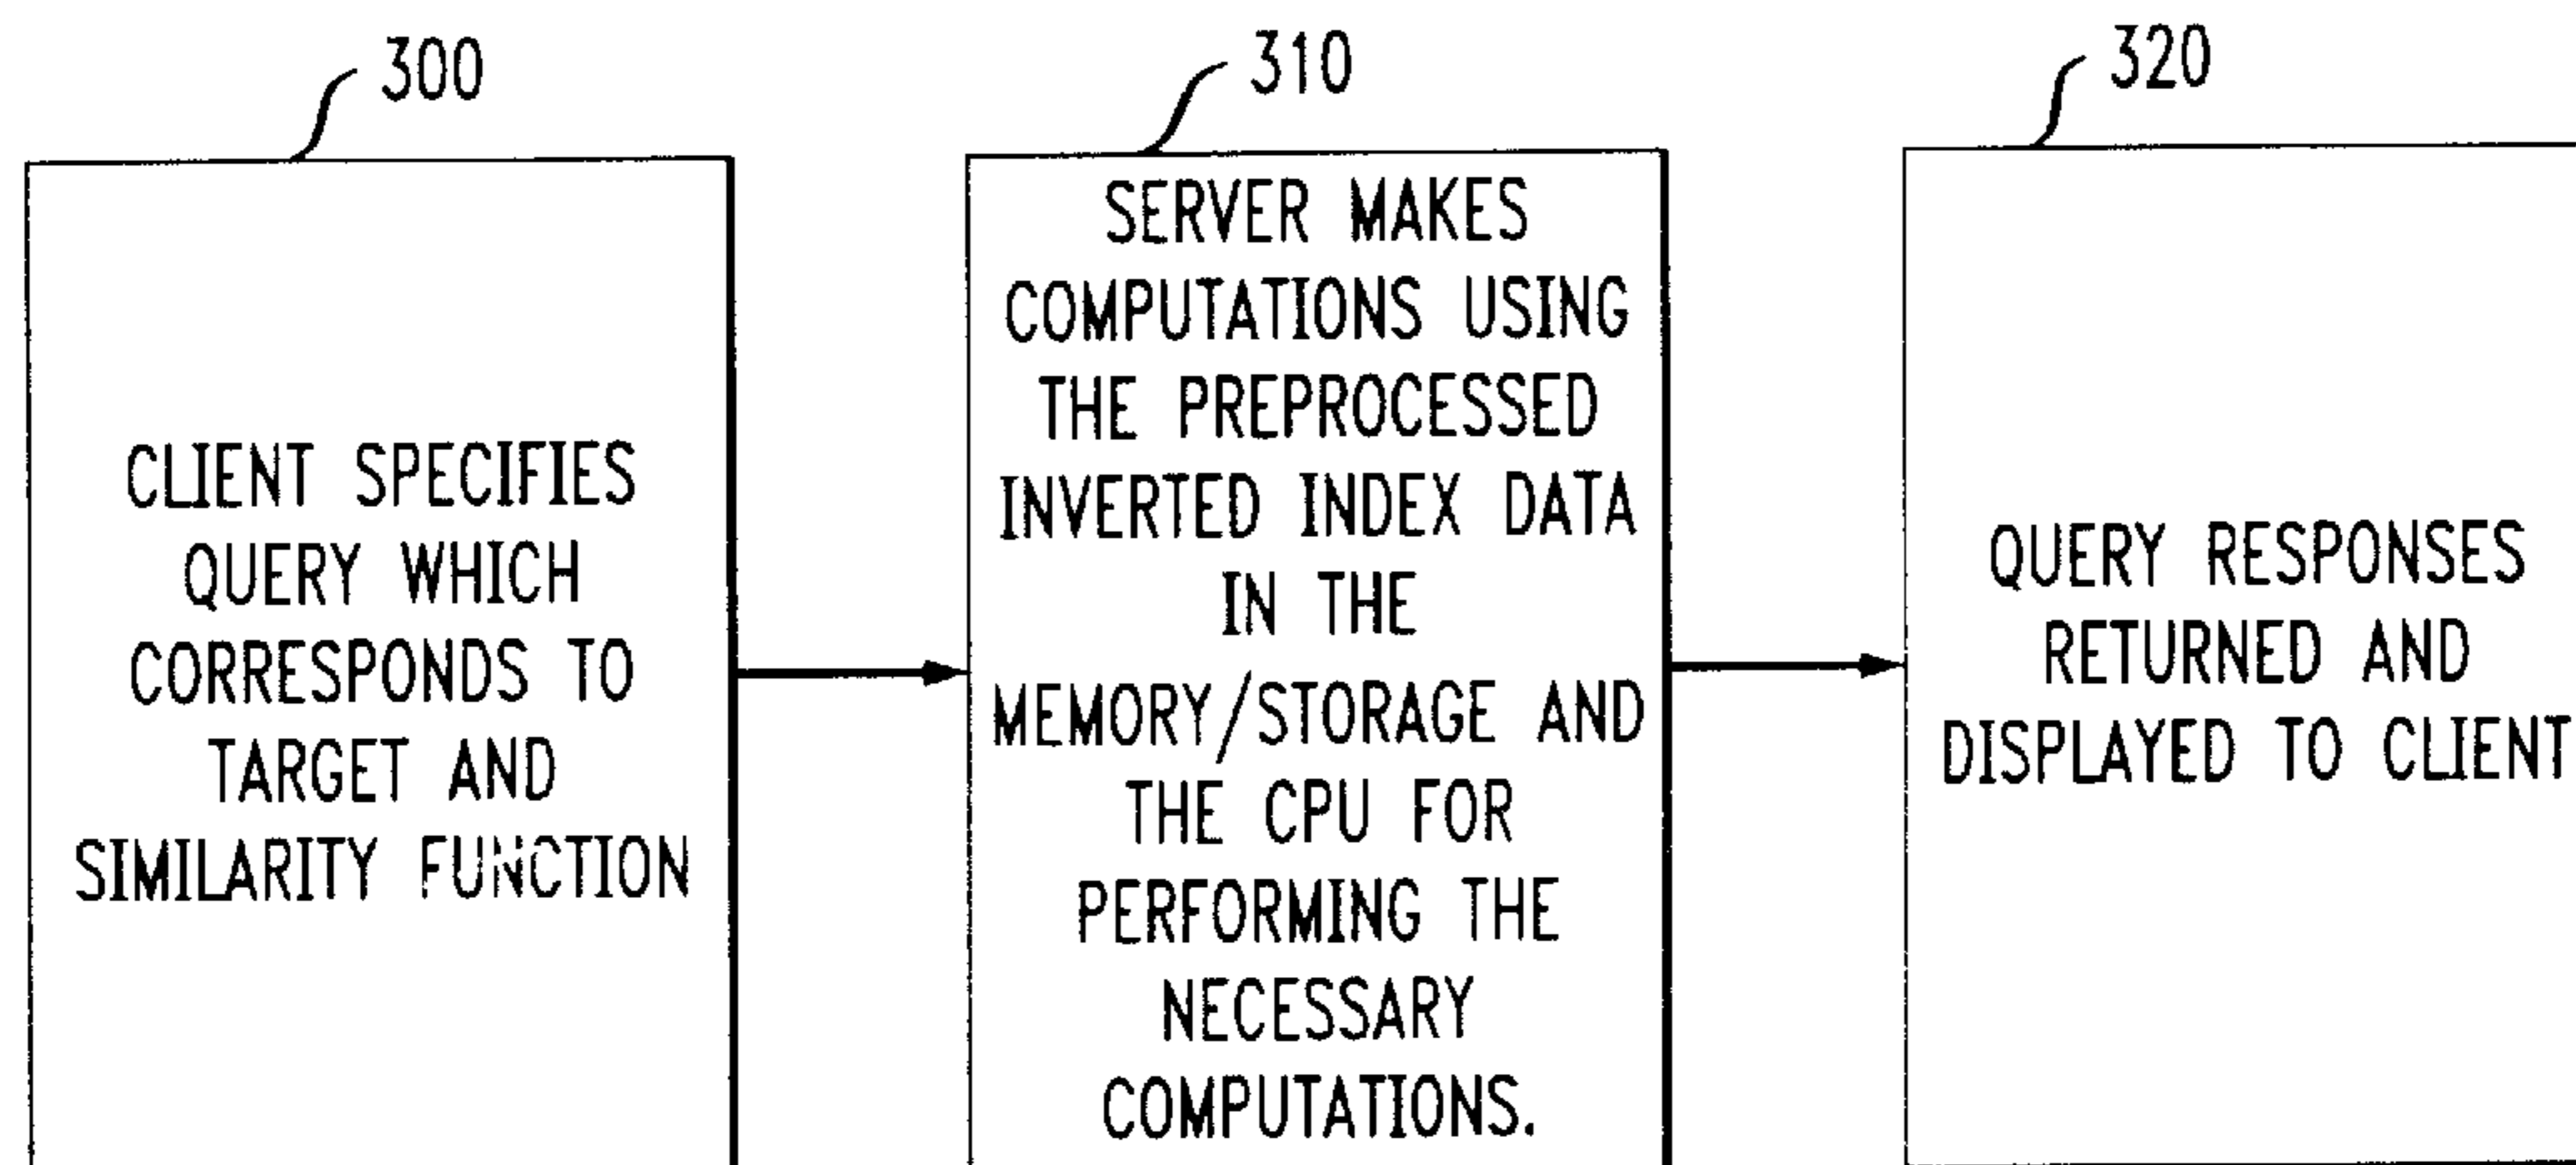 300
CLIENT SPECIFIES
QUERY WHICH
CORRESPONDS TO
TARGET AND
SIMILARITY FUNCTION
310
SERVER MAKES
COMPUTATIONS USING
THE PREPROCESSED
INVERTED INDEX DATA
IN THE
MEMORY/STORAGE AND
THE CPU FOR
PERFORMING THE
NECESSARY
COMPUTATIONS.
320
QUERY RESPONSES
RETURNED AND
DISPLAYED TO CLIENT